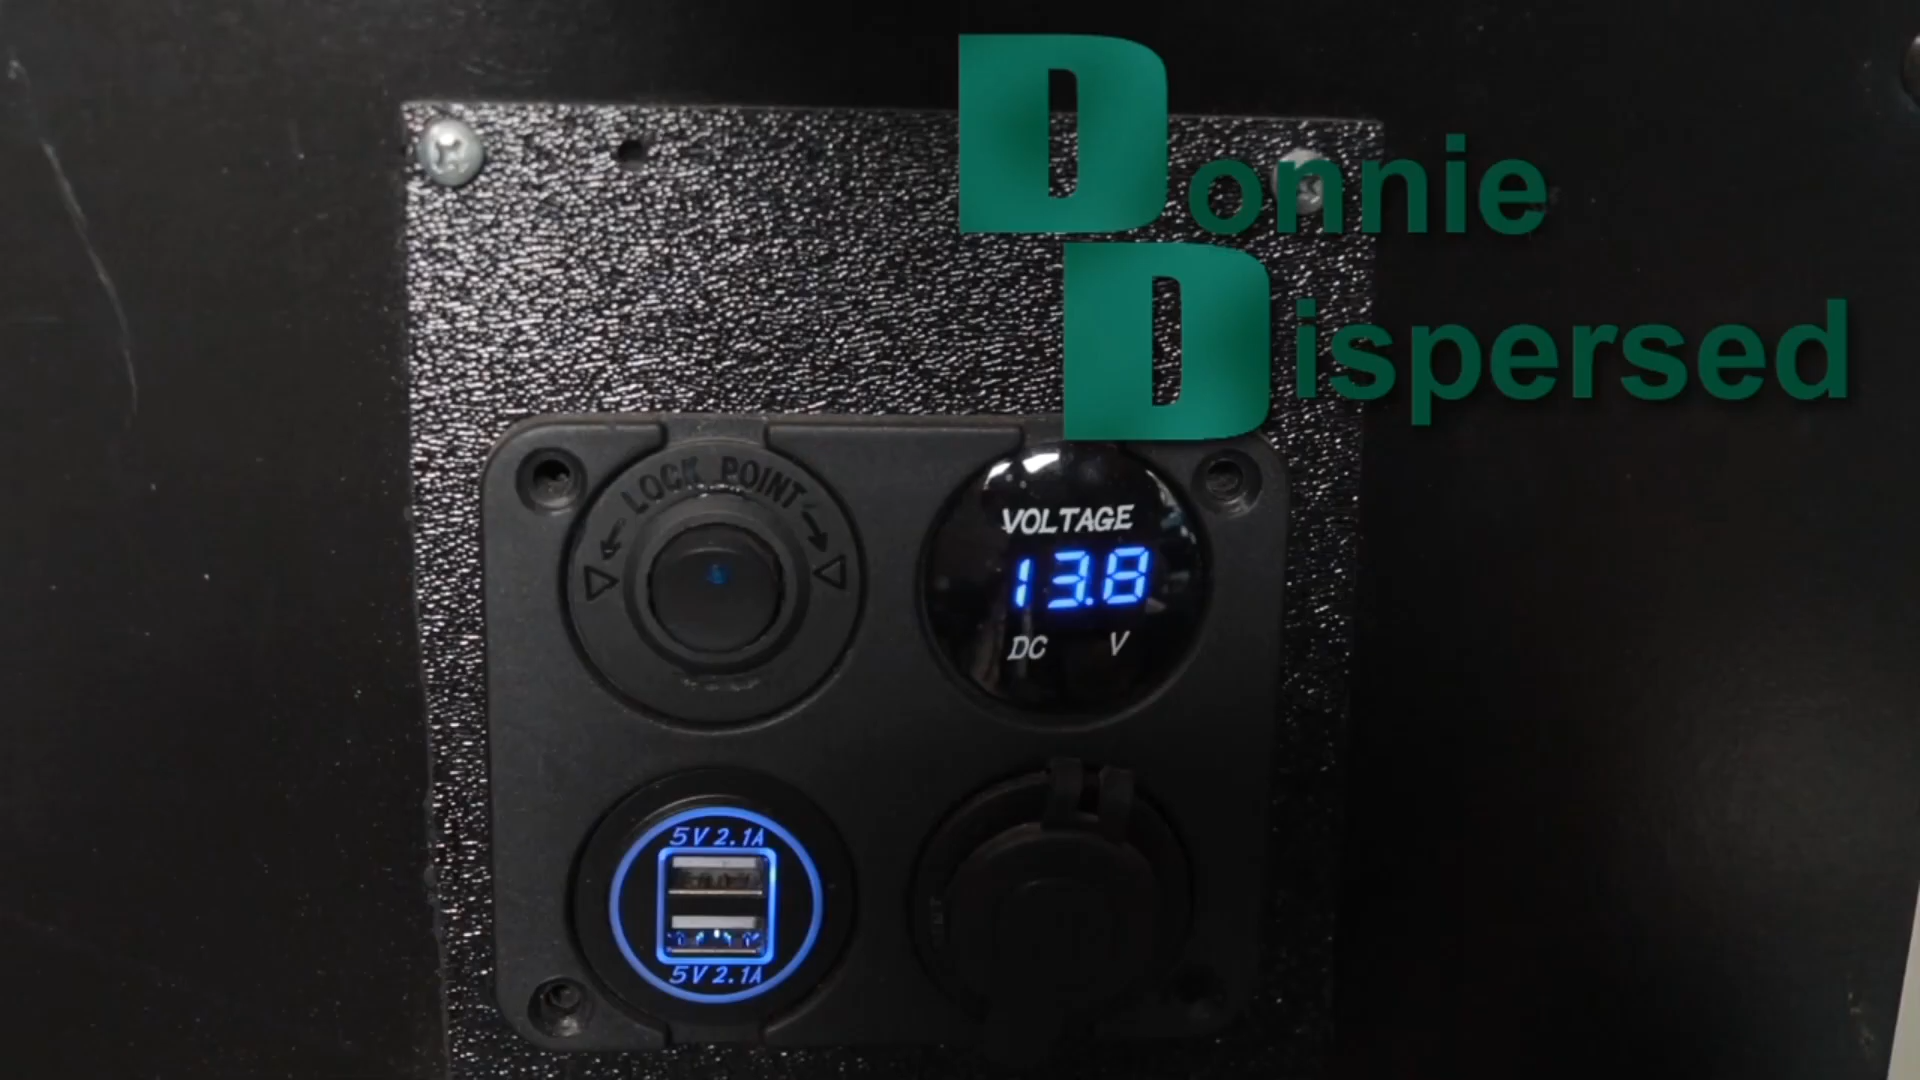 Donnie
Dispersed
LOCK POINT
VOLTAGE
13.8
DC V
5V 2.1A
5V 2.1A